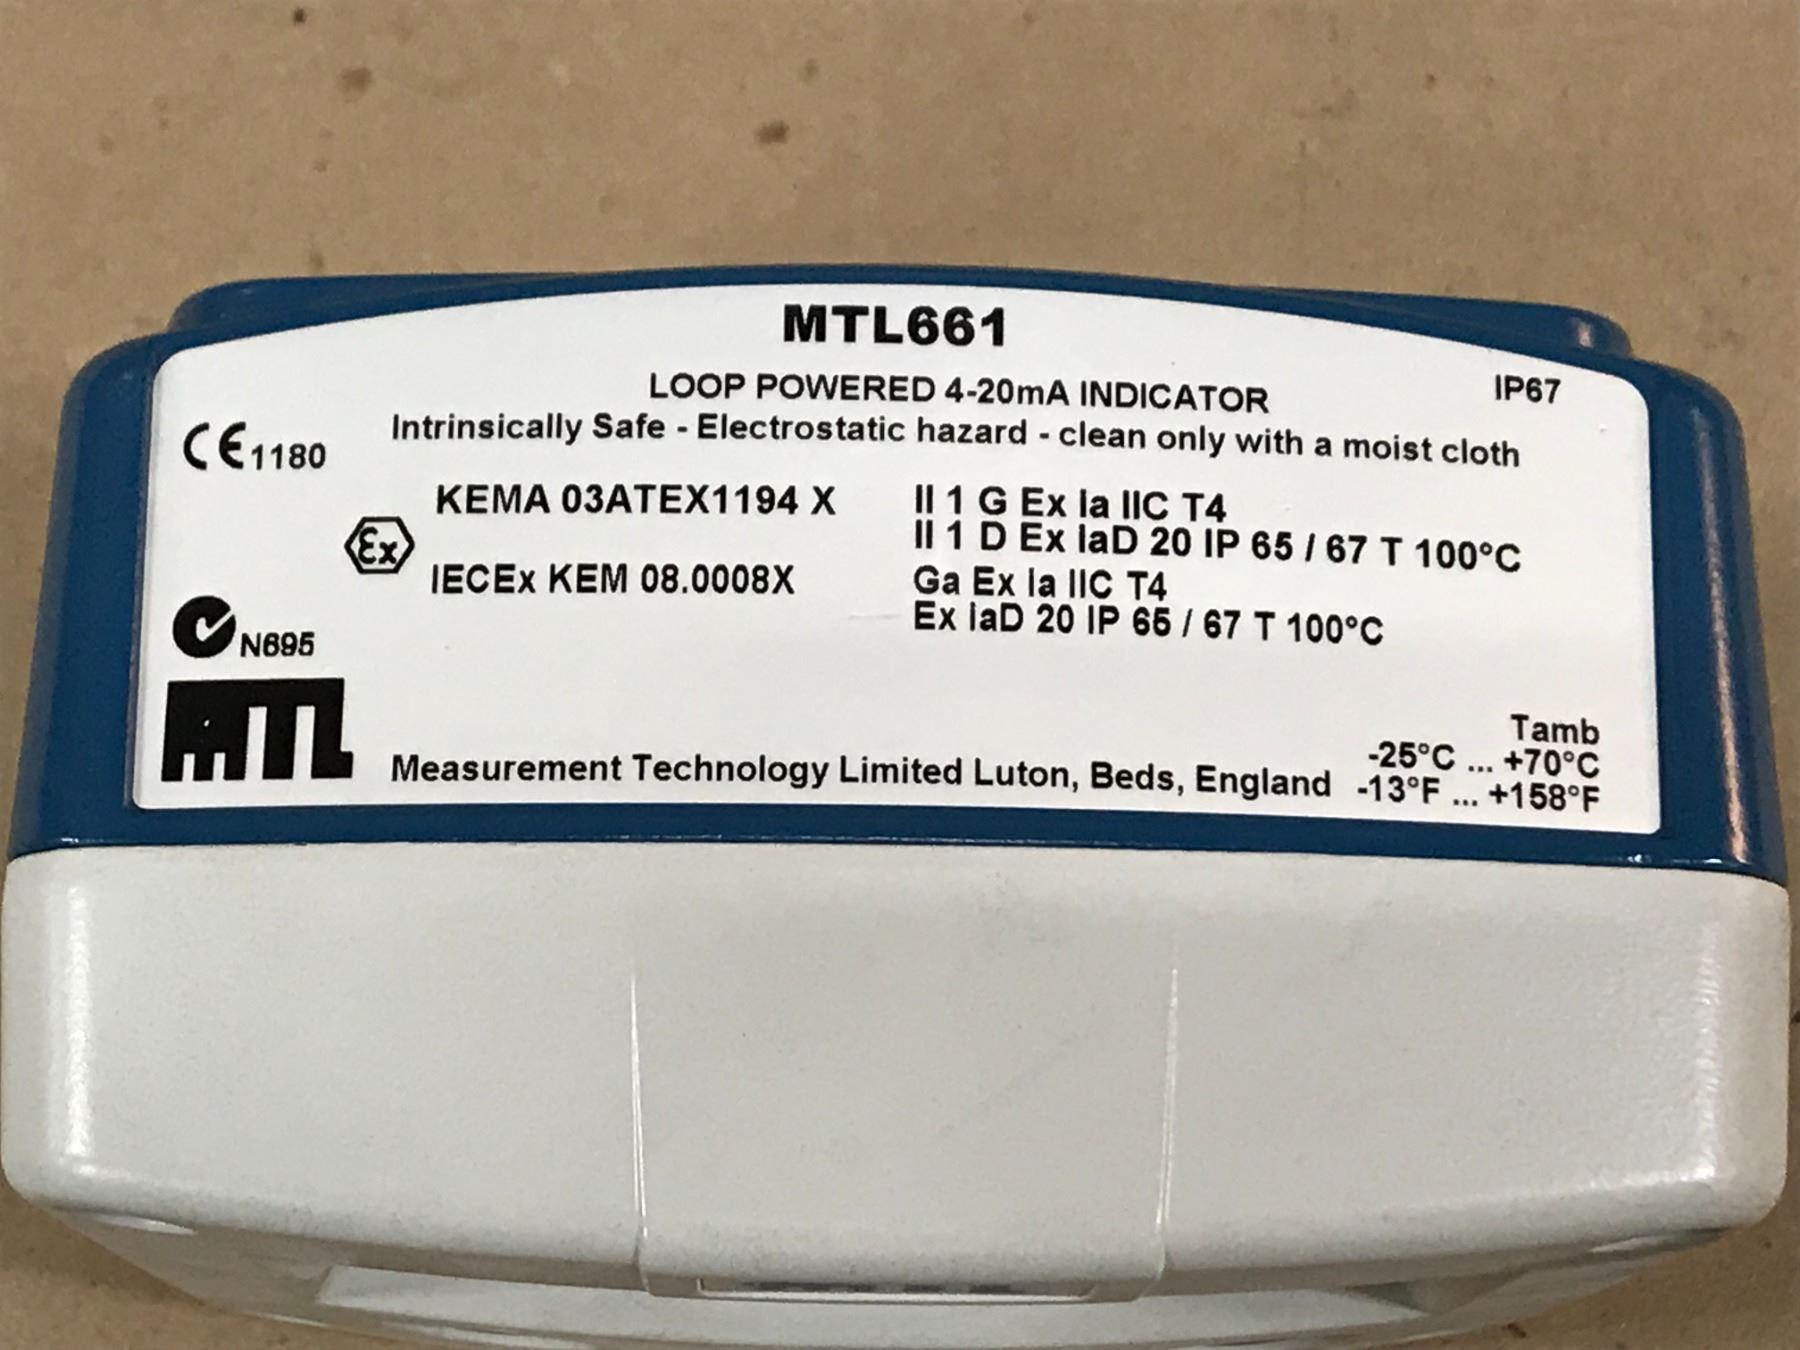 MTL661
LOOP POWERED 4-20mA INDICATOR
IP67
Intrinsically Safe - Electrostatic hazard - clean only with a moist cloth
CE 1180
KEMA 03ATEX1194 X
II 1 G Ex Ia IIC T4
II 1 D Ex IaD 20 IP 65 / 67 T 100°C
Ex
IECEx KEM 08.0008X
Ga Ex Ia IIC T4
Ex IaD 20 IP 65 / 67 T 100°C
N695
MTL
Measurement Technology Limited Luton, Beds, England
Tamb
-25°C ... +70°C
-13°F ... +158°F